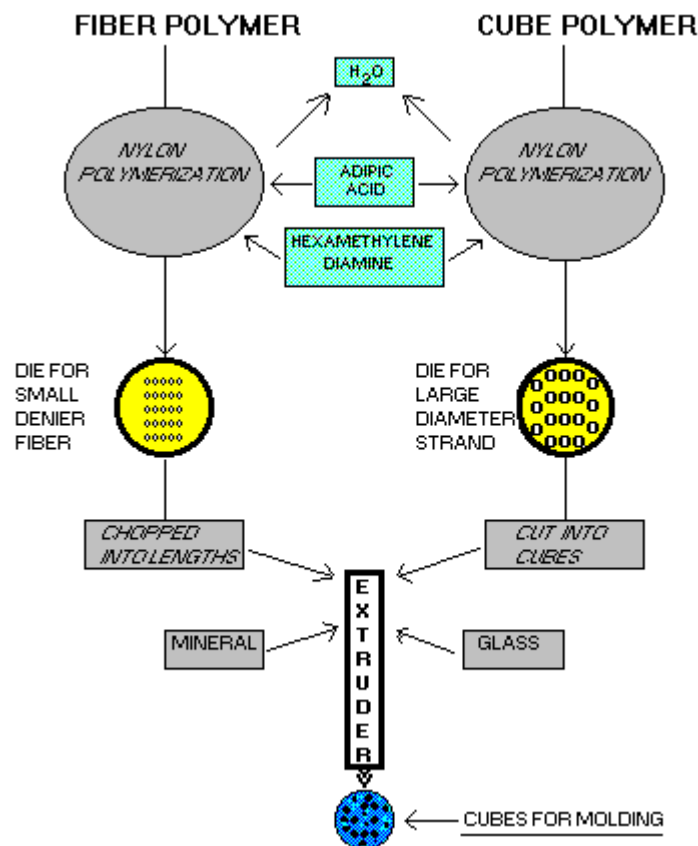 FIBER POLYMER
CUBE POLYMER
H2O
NYLON
POLYMERIZATION
NYLON
POLYMERIZATION
ADIPIC
ACID
HEXAMETHYLENE
DIAMINE
DIE FOR
SMALL
DENIER
FIBER
DIE FOR
LARGE
DIAMETER
STRAND
CHOPPED
INTO LENGTHS
CUT INTO
CUBES
EXTRUDER
MINERAL
GLASS
CUBES FOR MOLDING